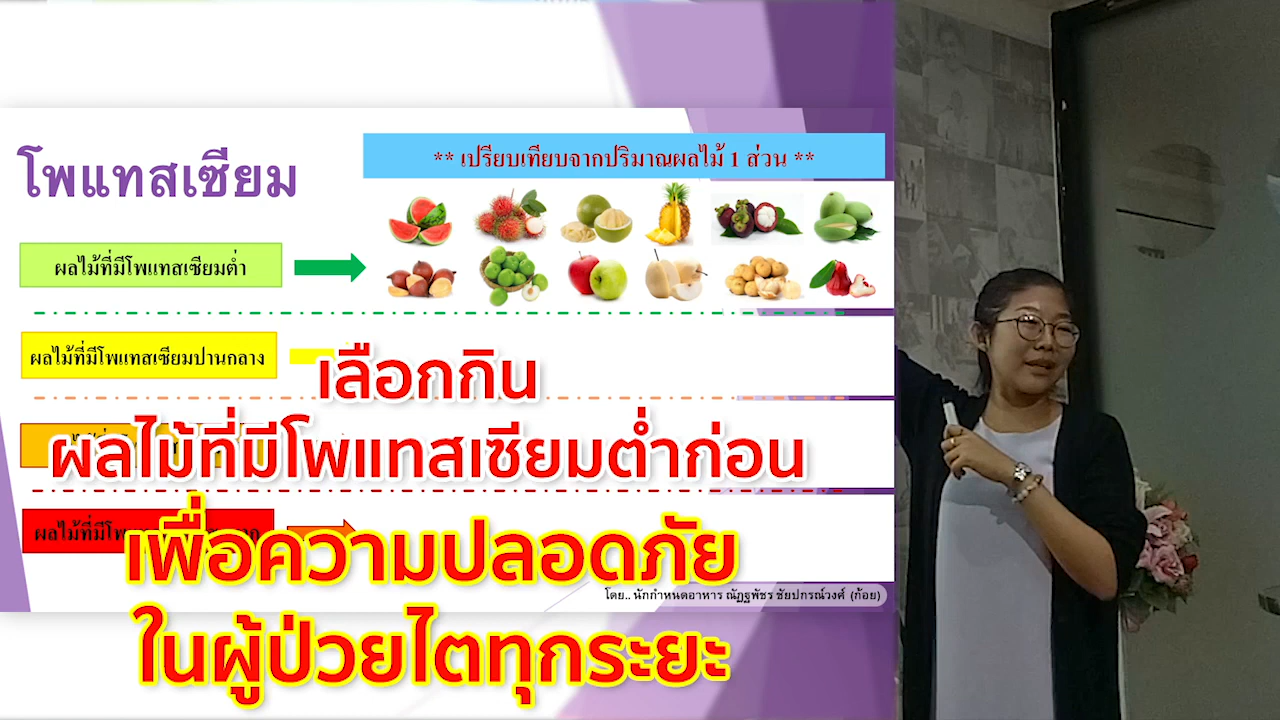 โพแทสเซียม
** เปรียบเทียบจากปริมาณผลไม้ 1 ส่วน **
ผลไม้ที่มีโพแทสเซียมต่ำ
ผลไม้ที่มีโพแทสเซียมปานกลาง
เลือกกิน
ผลไม้ที่มีโพแทสเซียมต่ำก่อน
ผลไม้ที่มี
เพื่อความปลอดภัย
โดย.. นักกำหนดอาหาร ณัฏฐพัชร ชัยปกรณ์วงศ์ (ก้อย)
ในผู้ป่วยไตทุกระยะ